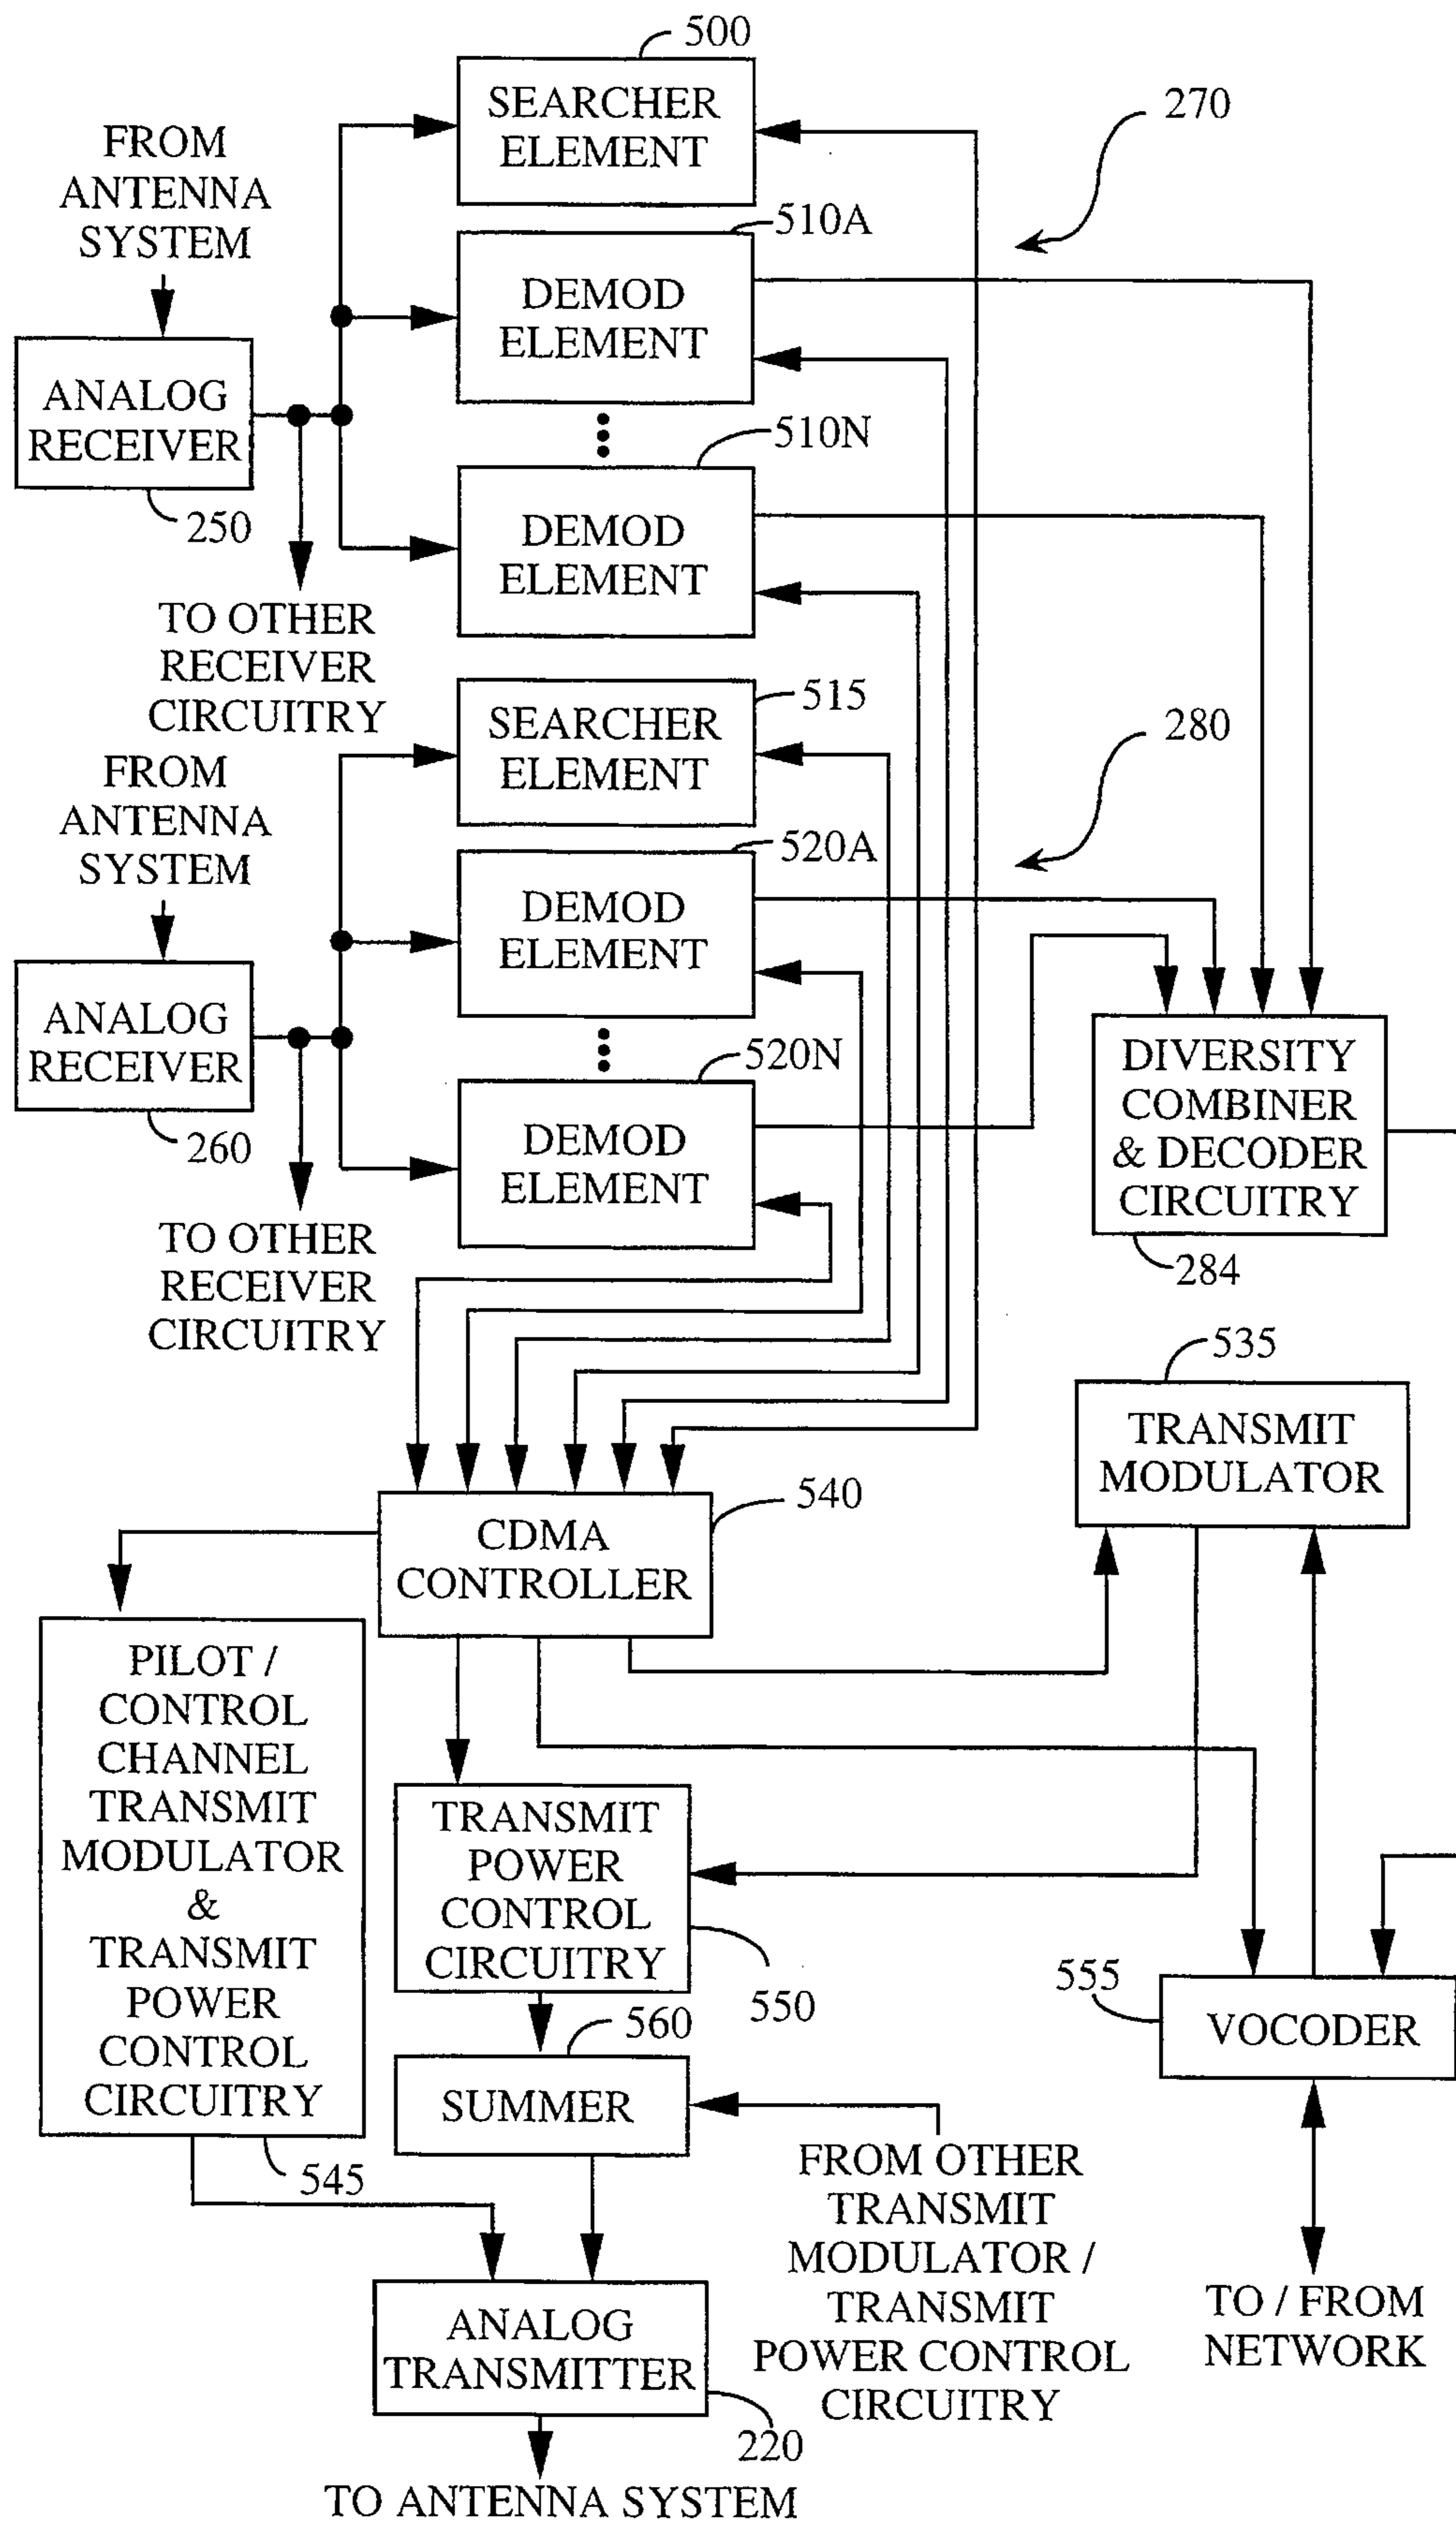 500
SEARCHER
ELEMENT
270
FROM
ANTENNA
SYSTEM
510A
DEMOD
ELEMENT
ANALOG
RECEIVER
250
510N
DEMOD
ELEMENT
TO OTHER
RECEIVER
CIRCUITRY
515
SEARCHER
ELEMENT
280
FROM
ANTENNA
SYSTEM
520A
DEMOD
ELEMENT
ANALOG
RECEIVER
260
520N
DEMOD
ELEMENT
DIVERSITY
COMBINER
& DECODER
CIRCUITRY
284
TO OTHER
RECEIVER
CIRCUITRY
535
TRANSMIT
MODULATOR
540
CDMA
CONTROLLER
PILOT /
CONTROL
CHANNEL
TRANSMIT
MODULATOR
&
TRANSMIT
POWER
CONTROL
CIRCUITRY
545
TRANSMIT
POWER
CONTROL
CIRCUITRY
550
555
VOCODER
560
SUMMER
FROM OTHER
TRANSMIT
MODULATOR /
TRANSMIT
POWER CONTROL
CIRCUITRY
TO / FROM
NETWORK
ANALOG
TRANSMITTER
220
TO ANTENNA SYSTEM